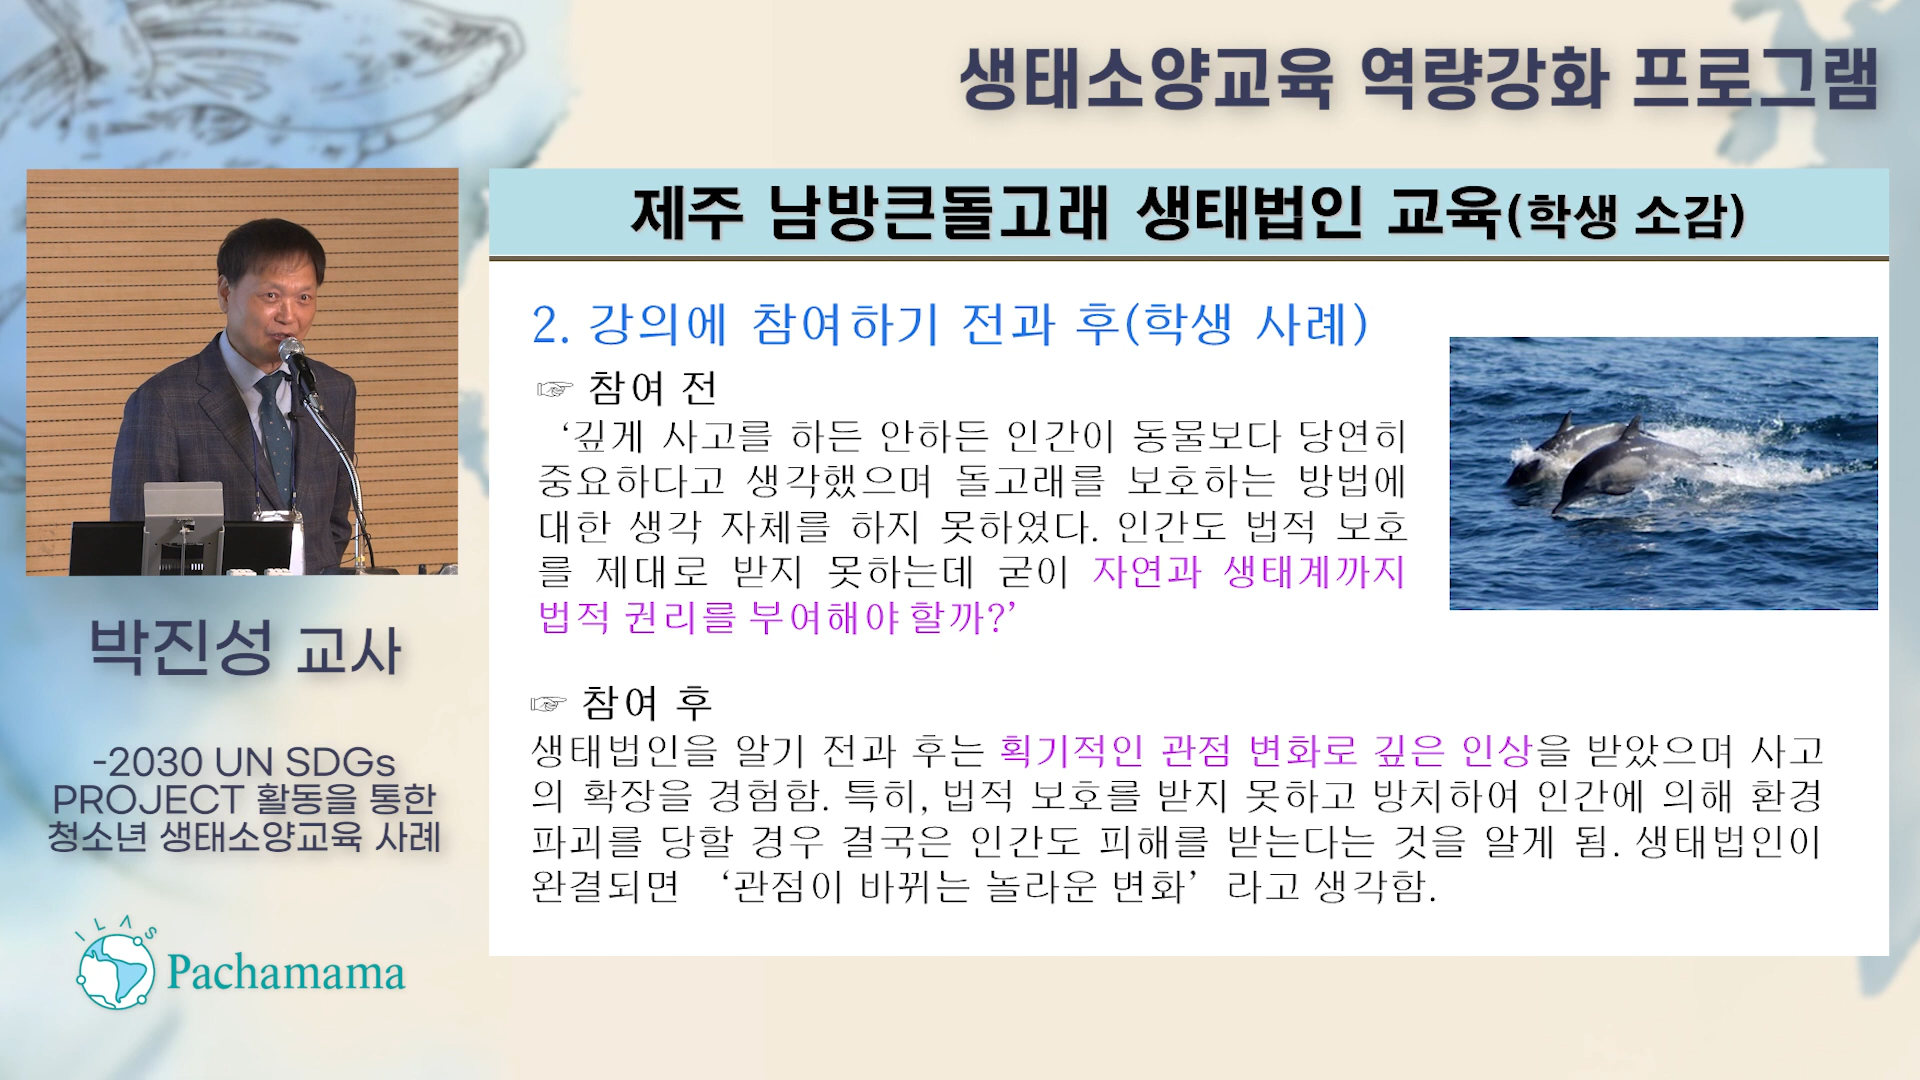 생태소양교육 역량강화 프로그램
제주 남방큰돌고래 생태법인 교육(학생 소감)
2. 강의에 참여하기 전과 후(학생 사례)
☞ 참여 전
‘깊게 사고를 하든 안하든 인간이 동물보다 당연히
중요하다고 생각했으며 돌고래를 보호하는 방법에
대한 생각 자체를 하지 못하였다. 인간도 법적 보호
를 제대로 받지 못하는데 굳이 자연과 생태계까지
법적 권리를 부여해야 할까?’
☞ 참여 후
생태법인을 알기 전과 후는 획기적인 관점 변화로 깊은 인상을 받았으며 사고
의 확장을 경험함. 특히, 법적 보호를 받지 못하고 방치하여 인간에 의해 환경
파괴를 당할 경우 결국은 인간도 피해를 받는다는 것을 알게 됨. 생태법인이
완결되면 ‘관점이 바뀌는 놀라운 변화’라고 생각함.
박진성 교사
-2030 UN SDGs
PROJECT 활동을 통한
청소년 생태소양교육 사례
ILAS
Pachamama